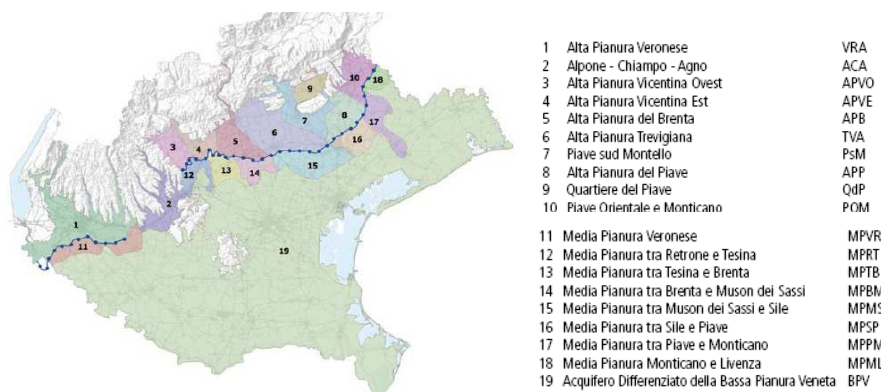 1 Alta Pianura Veronese VRA
2 Alpone - Chiampo - Agno ACA
3 Alta Pianura Vicentina Ovest APVO
4 Alta Pianura Vicentina Est APVE
5 Alta Pianura del Brenta APB
6 Alta Pianura Trevigiana TVA
7 Piave sud Montello PsM
8 Alta Pianura del Piave APP
9 Quartiere del Piave QdP
10 Piave Orientale e Monticano POM
11 Media Pianura Veronese MPVR
12 Media Pianura tra Retrone e Tesina MPRT
13 Media Pianura tra Tesina e Brenta MPTB
14 Media Pianura tra Brenta e Muson dei Sassi MPBM
15 Media Pianura tra Muson dei Sassi e Sile MPMS
16 Media Pianura tra Sile e Piave MPSP
17 Media Pianura tra Piave e Monticano MPPM
18 Media Pianura Monticano e Livenza MPML
19 Acquifero Differenziato della Bassa Pianura Veneta BPV
10
18
9
8
17
7
6
3
4
5
16
15
14
13
12
2
1
11
19